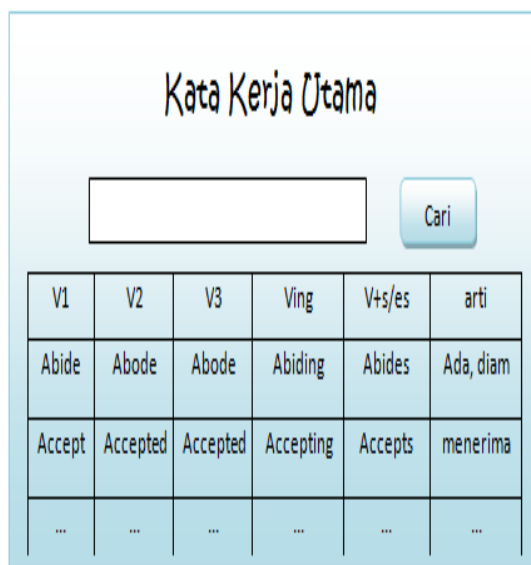 Kata Kerja Utama
Cari
V1 V2 V3 Ving V+s/es arti
Abide Abode Abode Abiding Abides Ada, diam
Accept Accepted Accepted Accepting Accepts menerima
... ... ... ... ... ...